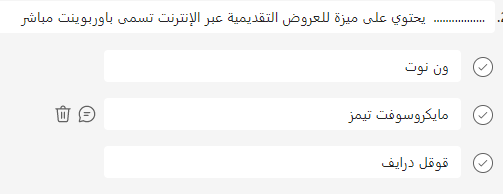 2. ................ يحتوي على ميزة للعروض التقديمية عبر الإنترنت تسمى باوربوينت مباشر
ون نوت
مايكروسوفت تيمز
قوقل درايف